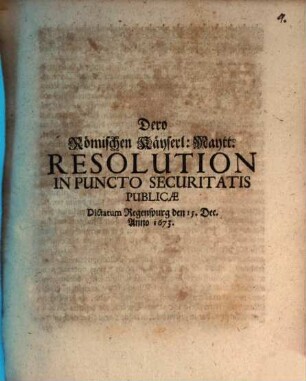 Dero
Römischen Käyserl: Maytt:
RESOLUTION
IN PUNCTO SECURITATIS
PUBLICÆ
Dictatum Regenspurg den 15. Dec.
Anno 1673.